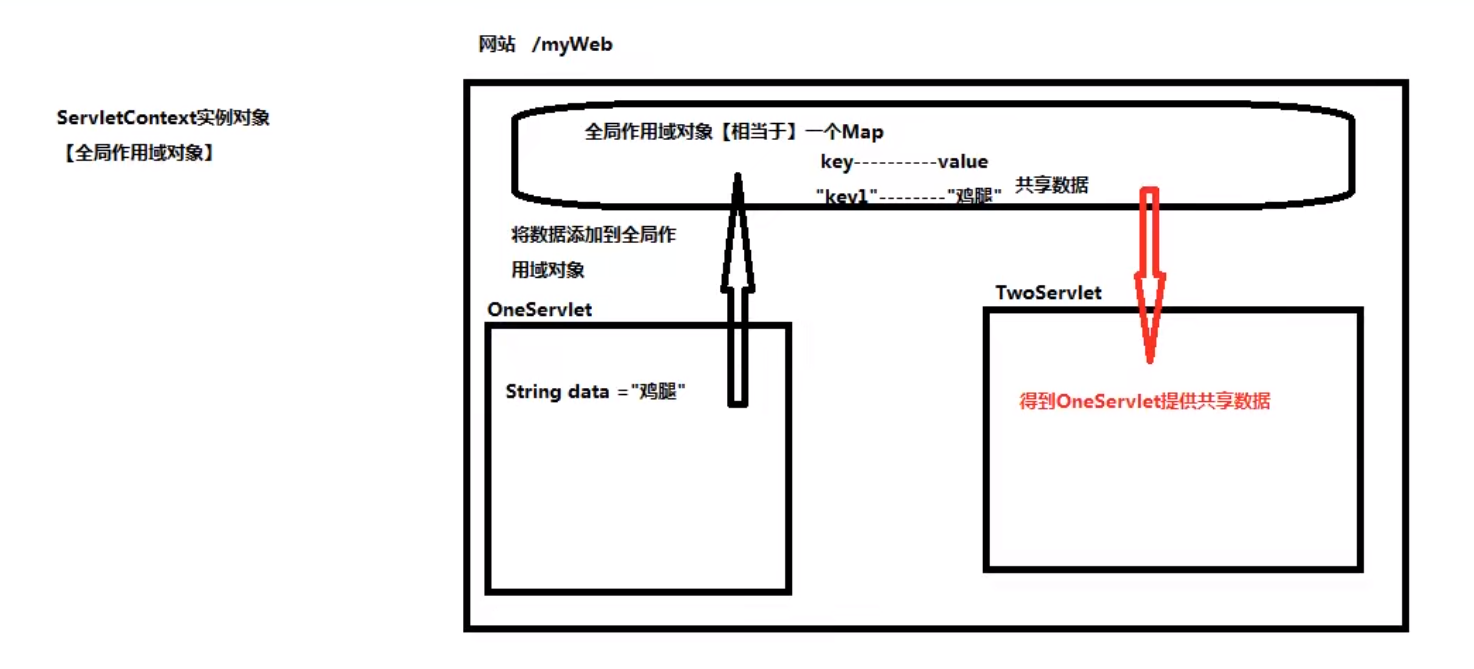 网站 /myWeb
ServletContext实例对象
【全局作用域对象】
全局作用域对象【相当于】一个Map
key----------value
"key1"--------"鸡腿"
共享数据
将数据添加到全局作
用域对象
OneServlet
String data ="鸡腿"
TwoServlet
得到OneServlet提供共享数据